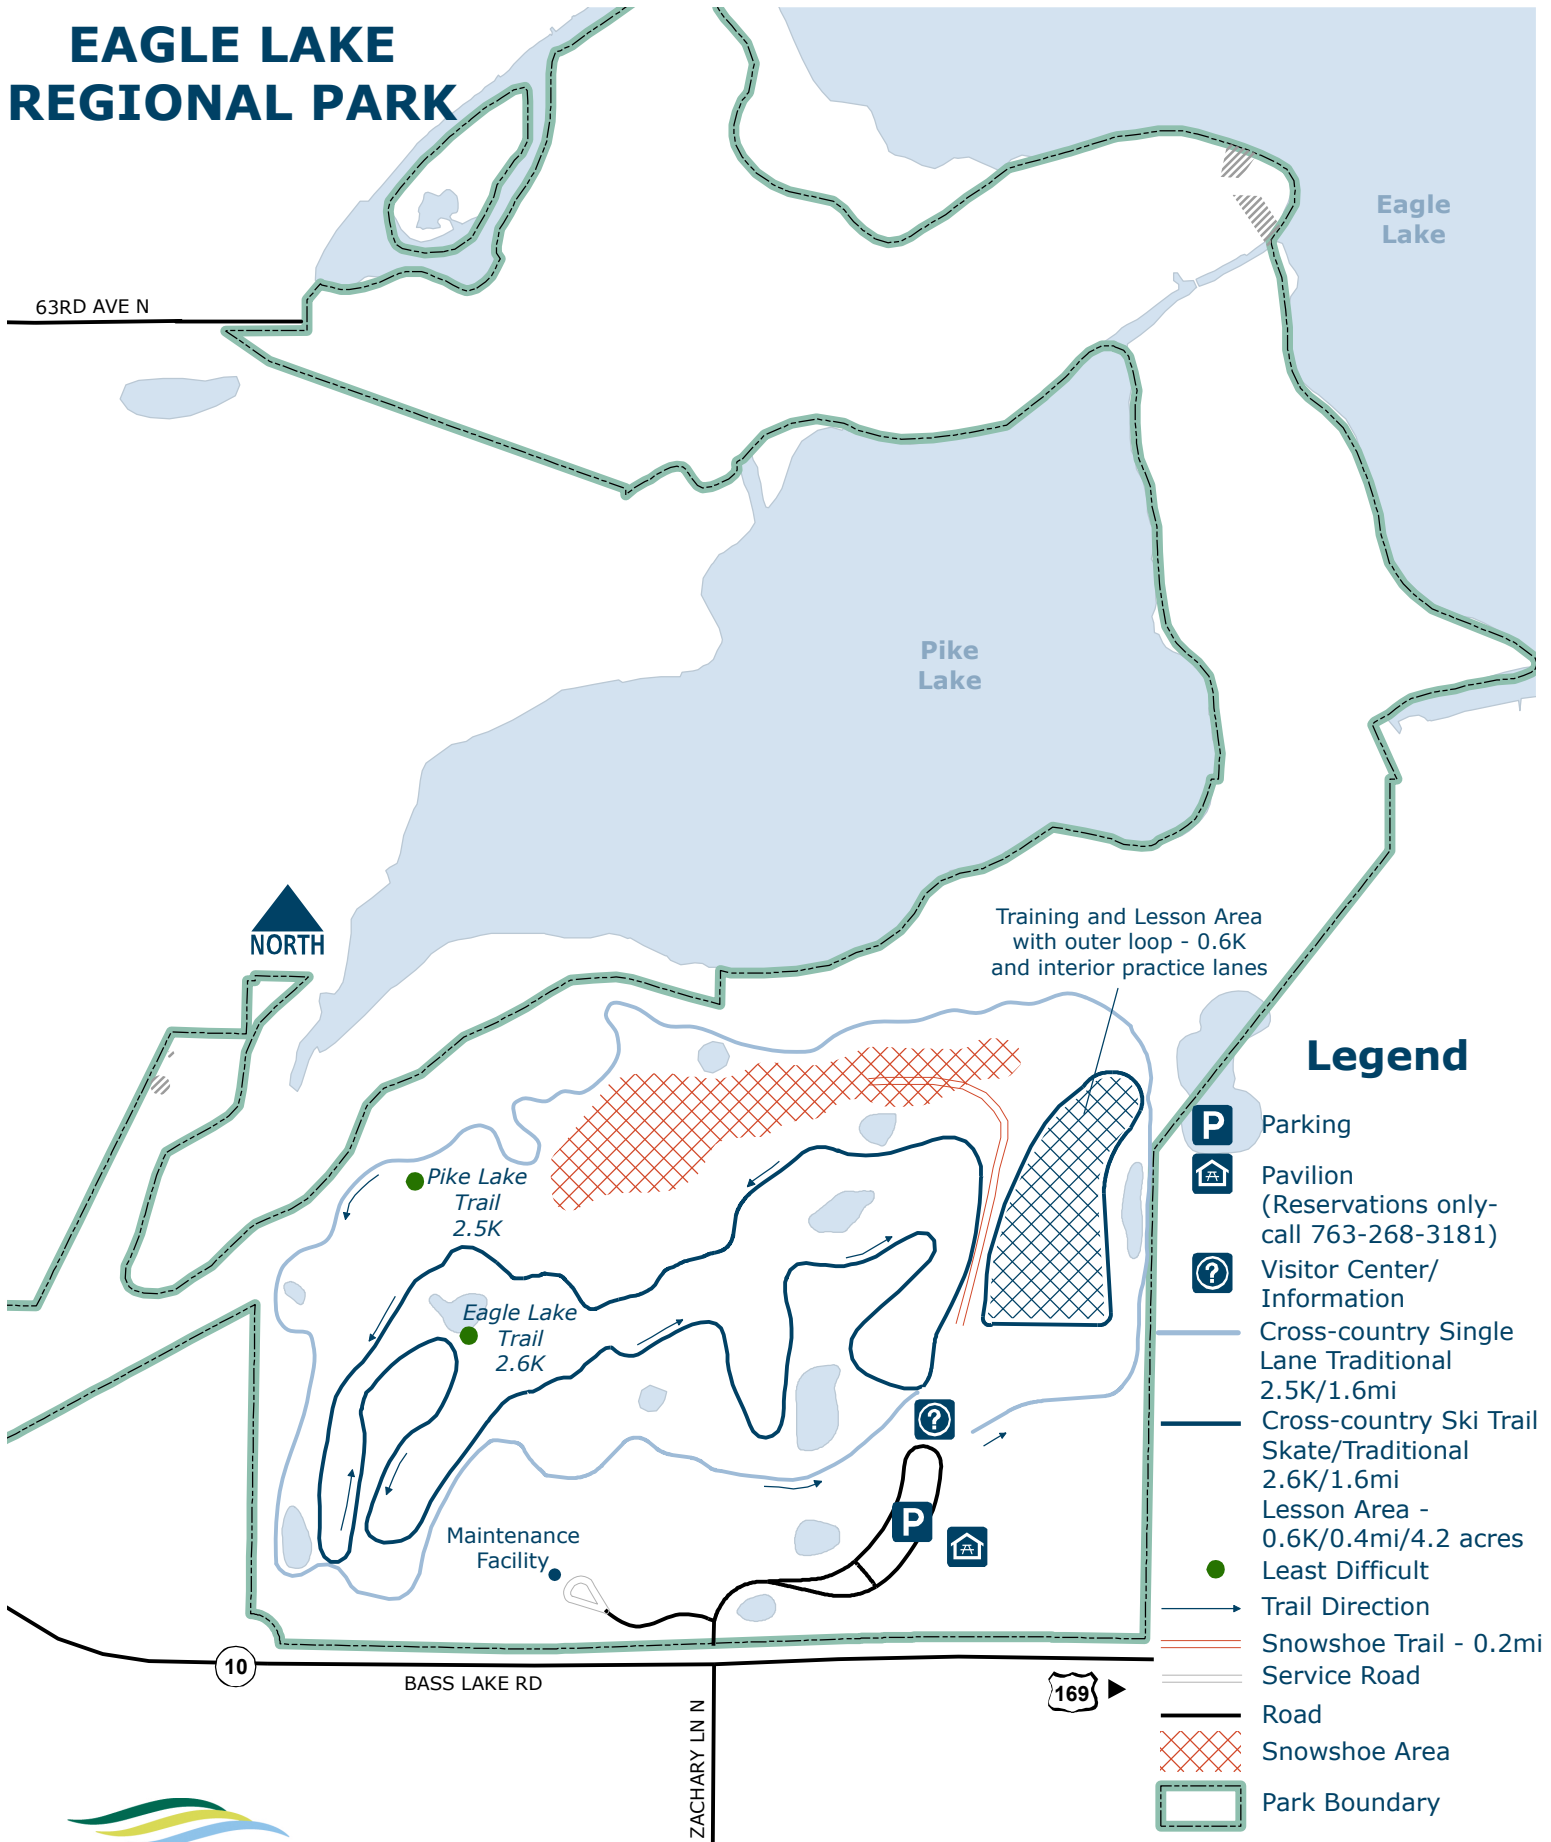 EAGLE LAKE
REGIONAL PARK
Eagle
Lake
63RD AVE N
Pike
Lake
NORTH
Training and Lesson Area
with outer loop - 0.6K
and interior practice lanes
Pike Lake
Trail
2.5K
Eagle Lake
Trail
2.6K
?
P
Maintenance
Facility
10
BASS LAKE RD
169
ZACHARY LN N
Legend
P Parking
Pavilion
(Reservations only-
call 763-268-3181)
? Visitor Center/
Information
Cross-country Single
Lane Traditional
2.5K/1.6mi
Cross-country Ski Trail
Skate/Traditional
2.6K/1.6mi
Lesson Area -
0.6K/0.4mi/4.2 acres
Least Difficult
Trail Direction
Snowshoe Trail - 0.2mi
Service Road
Road
Snowshoe Area
Park Boundary